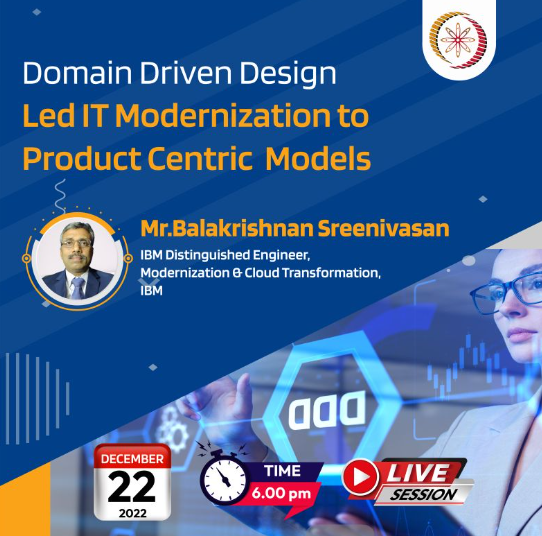 Domain Driven Design
Led IT Modernization to
Product Centric Models
Mr.Balakrishnan Sreenivasan
IBM Distinguished Engineer,
Modernization & Cloud Transformation,
IBM
DDD
DECEMBER
22
2022
TIME
6.00 pm
LIVE
SESSION